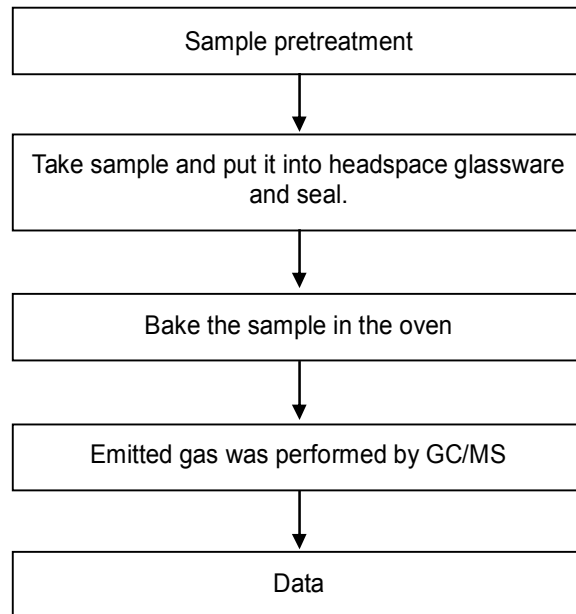 Sample pretreatment
Take sample and put it into headspace glassware
and seal.
Bake the sample in the oven
Emitted gas was performed by GC/MS
Data